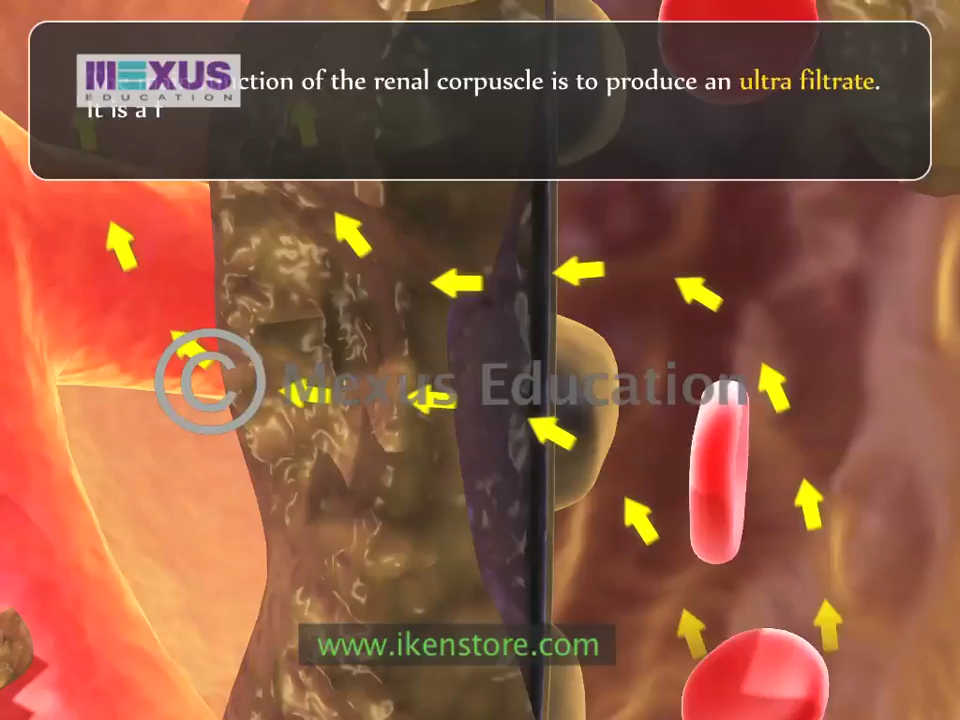 MEXUS
EDUCATION
nction of the renal corpuscle is to produce an ultra filtrate.
It is a f
© Mexus Education
www.ikenstore.com